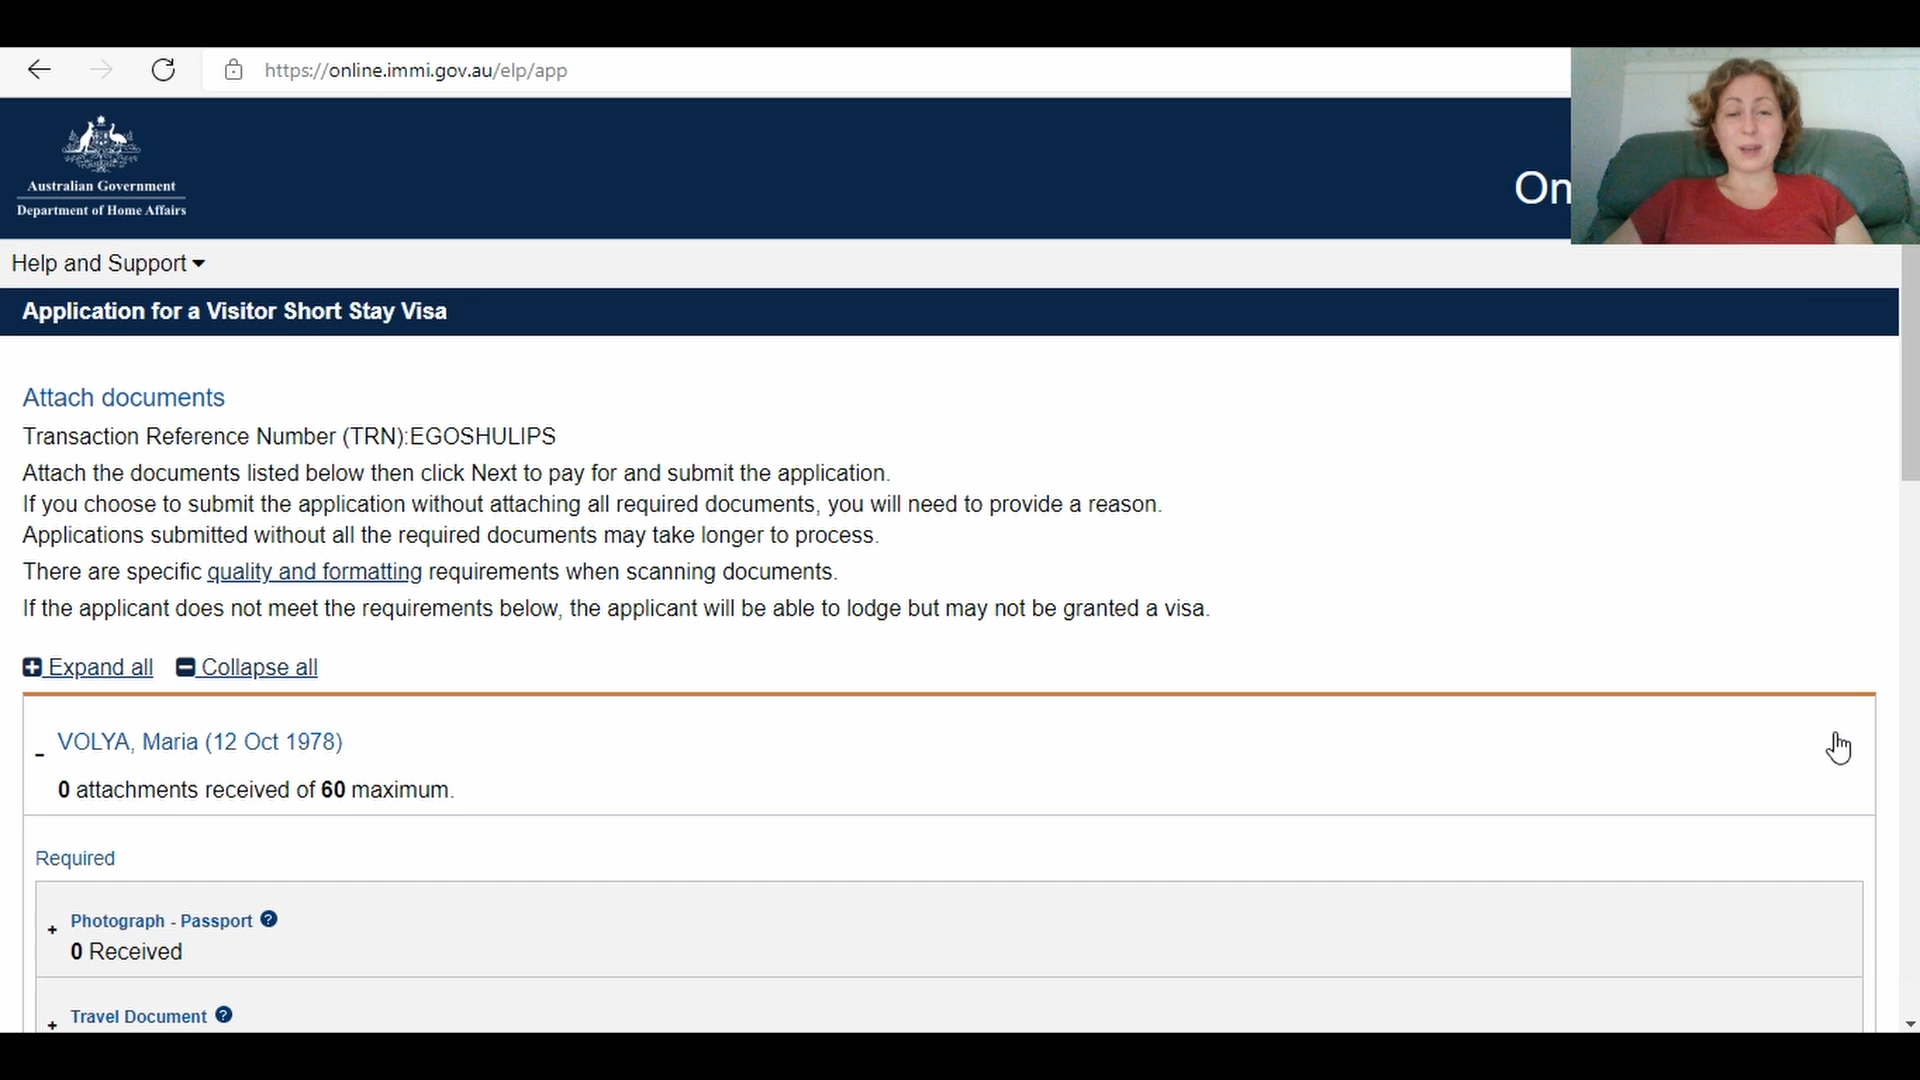 https://online.immi.gov.au/elp/app
Australian Government
Department of Home Affairs
On
Help and Support
Application for a Visitor Short Stay Visa
Attach documents
Transaction Reference Number (TRN):EGOSHULIPS
Attach the documents listed below then click Next to pay for and submit the application.
If you choose to submit the application without attaching all required documents, you will need to provide a reason.
Applications submitted without all the required documents may take longer to process.
There are specific quality and formatting requirements when scanning documents.
If the applicant does not meet the requirements below, the applicant will be able to lodge but may not be granted a visa.
Expand all Collapse all
VOLYA, Maria (12 Oct 1978)
0 attachments received of 60 maximum.
Required
Photograph - Passport ?
0 Received
Travel Document ?